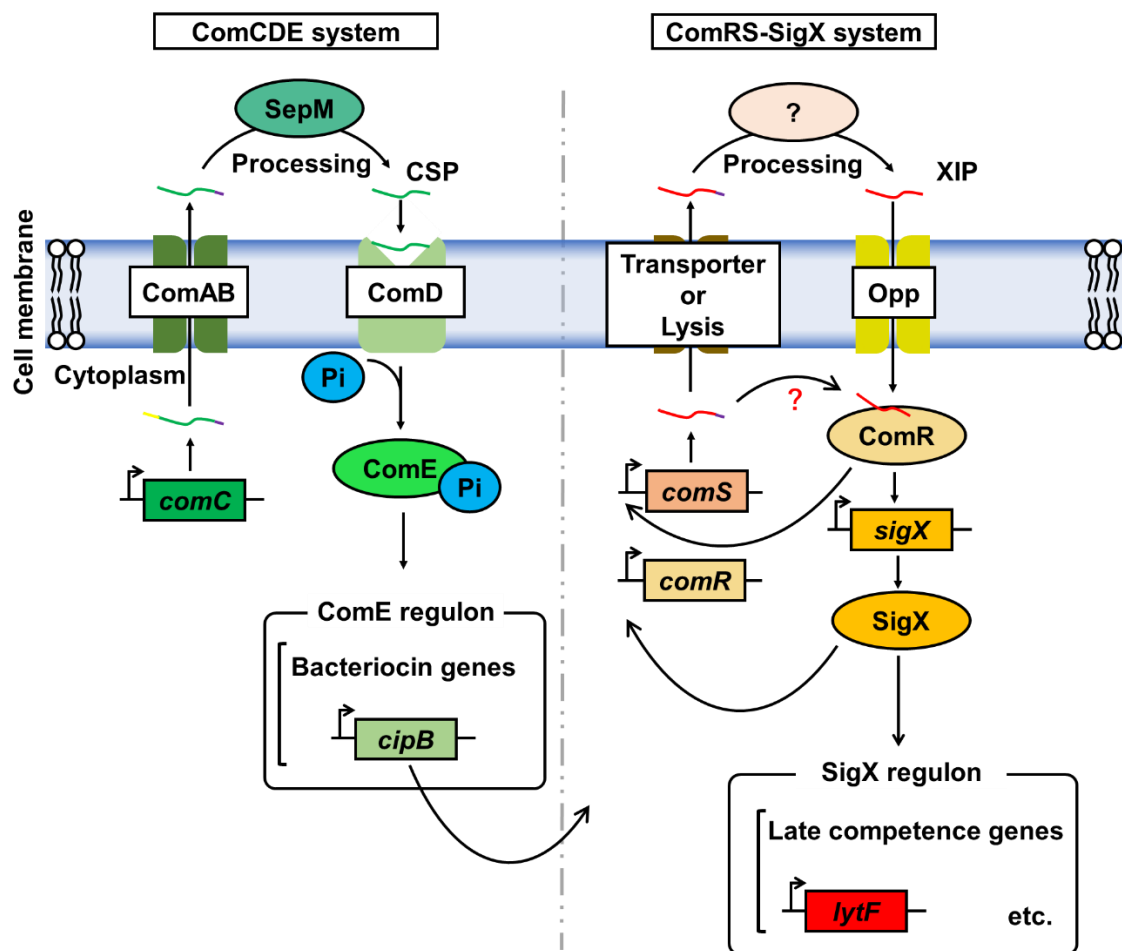 ComCDE system
SepM
Processing
CSP
Cell membrane
ComAB
ComD
Cytoplasm
Pi
ComE
Pi
comC
ComE regulon
Bacteriocin genes
cipB
ComRS-SigX system
?
Processing
XIP
Transporter
or
Lysis
Opp
?
ComR
comS
sigX
comR
SigX
SigX regulon
Late competence genes
lytF
etc.